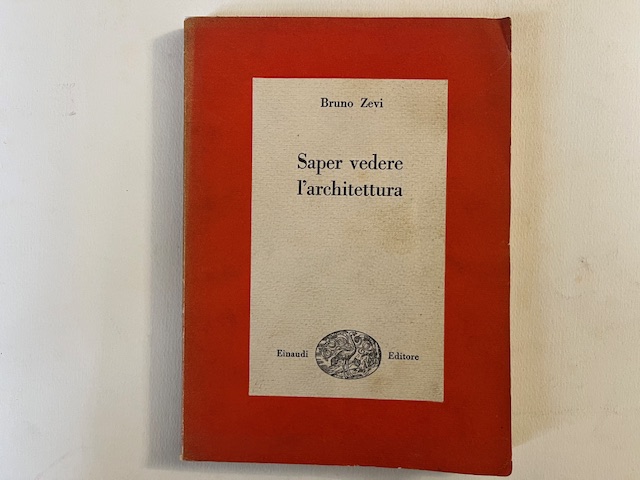 Bruno Zevi
Saper vedere
l'architettura
Einaudi Editore